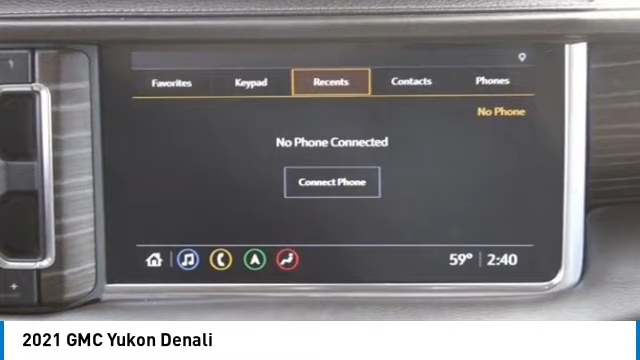 Favorites Keypad Recents Contacts Phones
No Phone
No Phone Connected
Connect Phone
59° 2:40
2021 GMC Yukon Denali